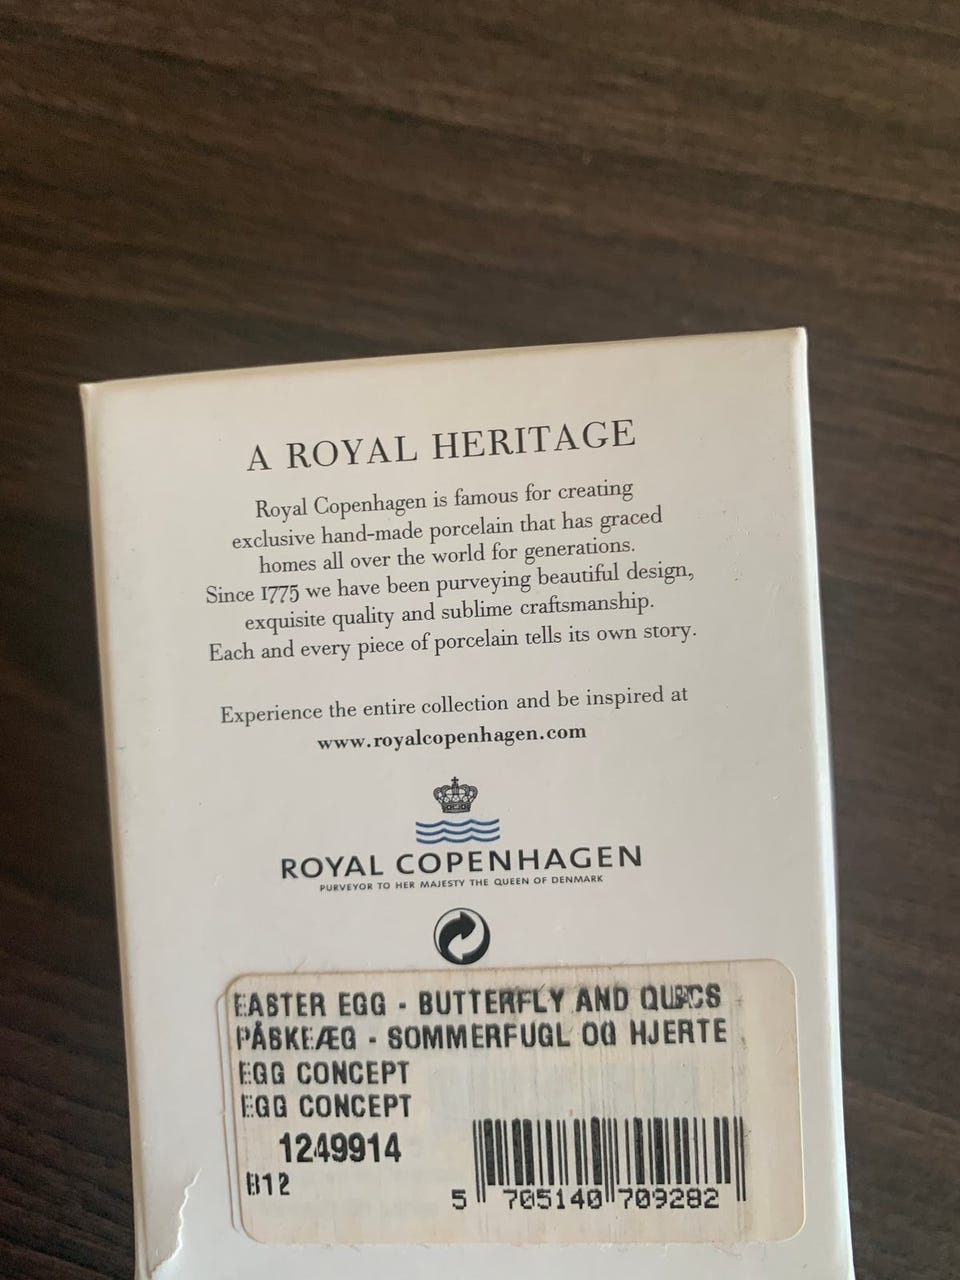 A ROYAL HERITAGE
Royal Copenhagen is famous for creating
exclusive hand-made porcelain that has graced
homes all over the world for generations.
Since 1775 we have been purveying beautiful design,
exquisite quality and sublime craftsmanship.
Each and every piece of porcelain tells its own story.
Experience the entire collection and be inspired at
www.royalcopenhagen.com
ROYAL COPENHAGEN
PURVEYOR TO HER MAJESTY THE QUEEN OF DENMARK
EASTER EGG - BUTTERFLY AND
PÅSKEÆG - SOMMERFUGL OG HJERTE
EGG CONCEPT
EGG CONCEPT
1249914
B12
5 705140 709282